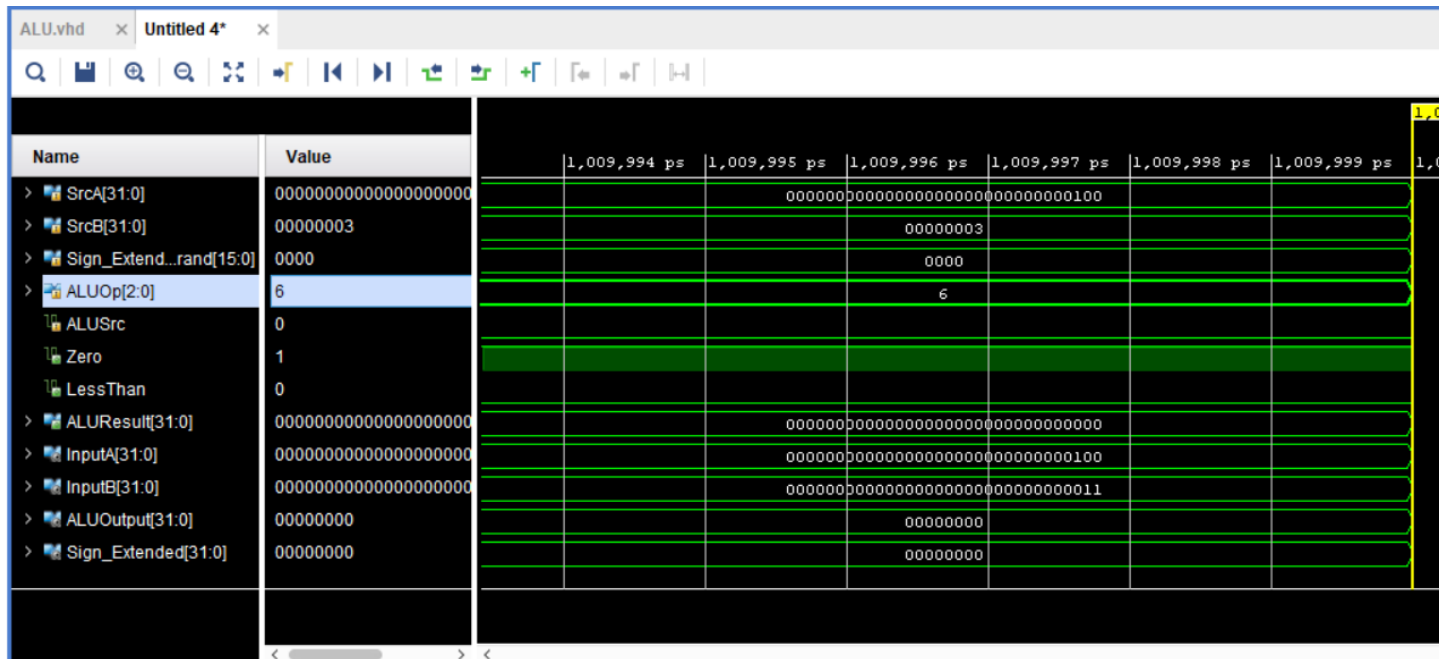 ALU.vhd × Untitled 4* ×
1,0
Name Value |1,009,994 ps |1,009,995 ps |1,009,996 ps |1,009,997 ps |1,009,998 ps |1,009,999 ps |1,0
SrcA[31:0] 00000000000000000000 00000000000000000000000000000100
SrcB[31:0] 00000003 00000003
Sign_Extend...rand[15:0] 0000 0000
ALUOp[2:0] 6 6
ALUSrc 0
Zero 1
LessThan 0
ALUResult[31:0] 00000000000000000000 00000000000000000000000000000000
InputA[31:0] 00000000000000000000 00000000000000000000000000000100
InputB[31:0] 00000000000000000000 00000000000000000000000000000011
ALUOutput[31:0] 00000000 00000000
Sign_Extended[31:0] 00000000 00000000